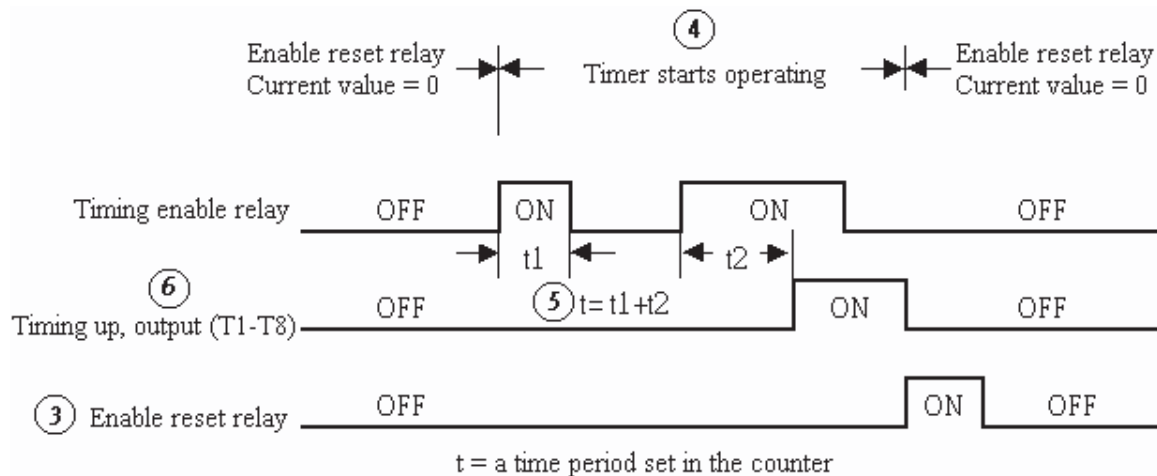 4
Enable reset relay
Current value = 0
Timer starts operating
Enable reset relay
Current value = 0
Timing enable relay
OFF
ON
ON
OFF
t1
t2
6
Timing up, output (T1-T8)
OFF
5 t= t1+t2
ON
OFF
3 Enable reset relay
OFF
ON
OFF
t = a time period set in the counter